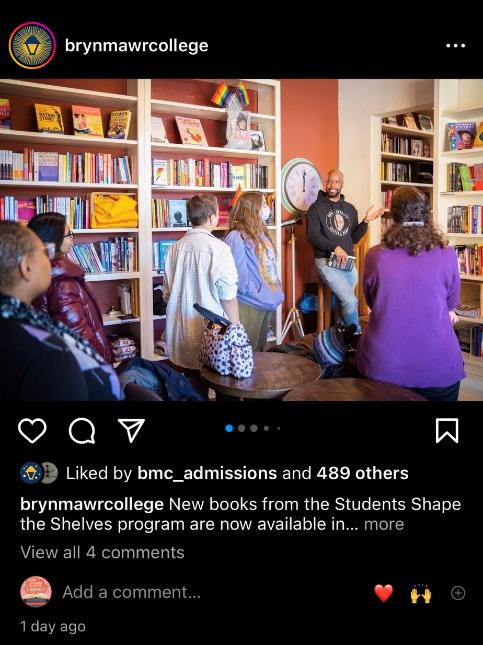 brynmawrcollege
Liked by bmc_admissions and 489 others
brynmawrcollege New books from the Students Shape
the Shelves program are now available in... more
View all 4 comments
Add a comment...
1 day ago